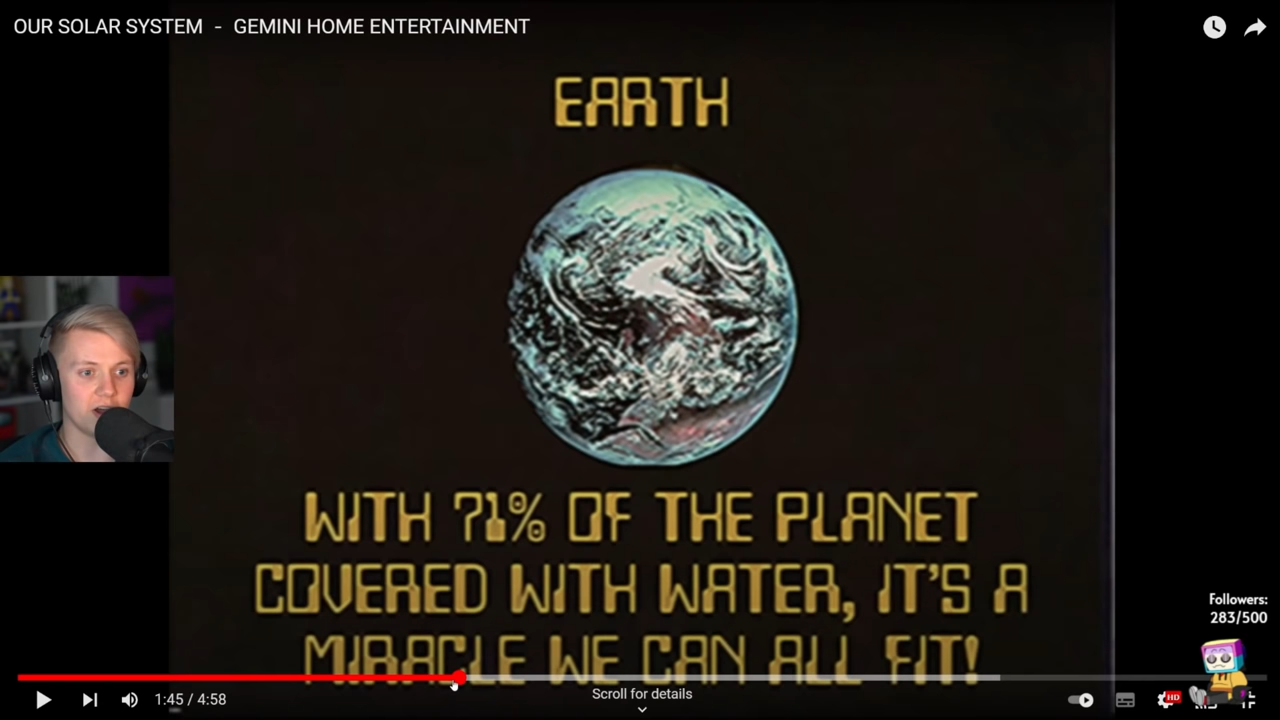 OUR SOLAR SYSTEM - GEMINI HOME ENTERTAINMENT
EARTH
WITH 71% OF THE PLANET
COVERED WITH WATER, IT'S A
MIRACLE WE CAN ALL FIT!
Followers:
283/500
1:45 / 4:58
Scroll for details
HD